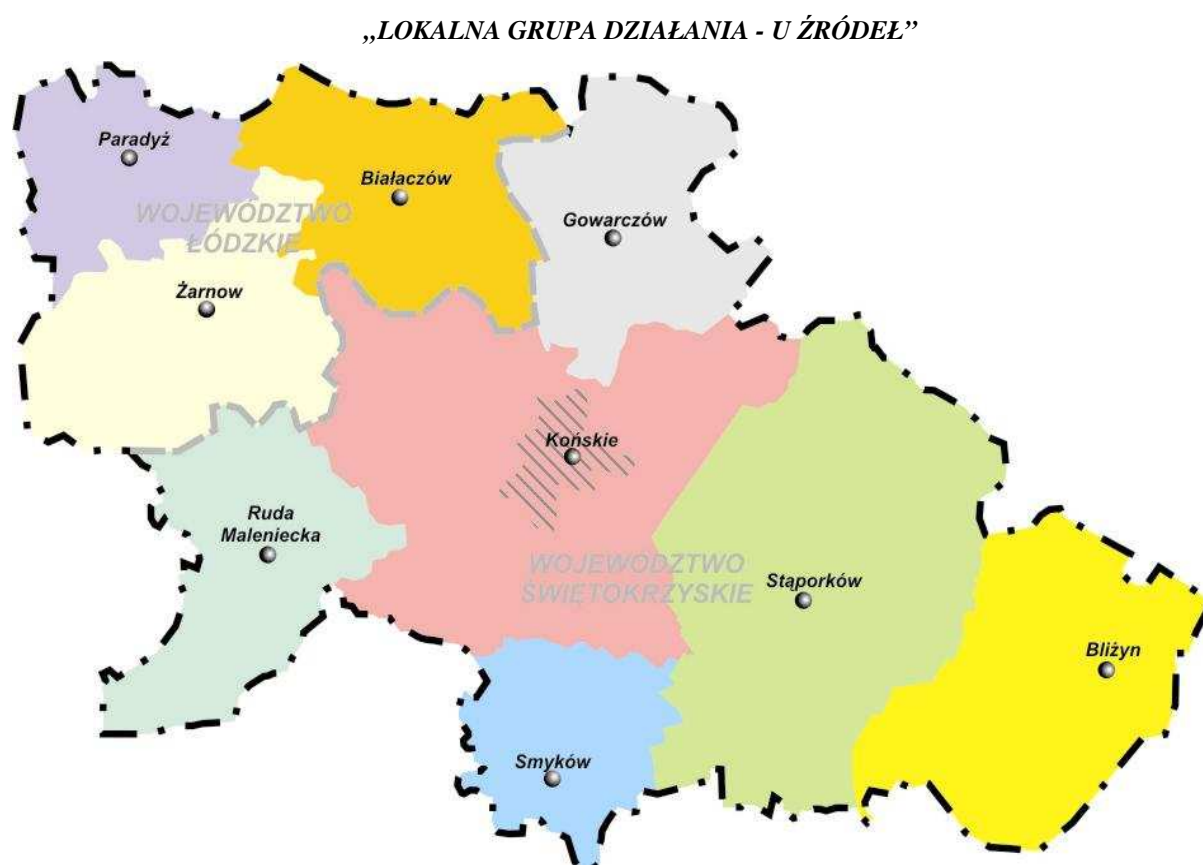 „LOKALNA GRUPA DZIAŁANIA - U ŹRÓDEŁ”
Paradyż
Białaczów
WOJEWÓDZTWO
ŁÓDZKIE
Gowarczów
Żarnow
Końskie
Ruda
Maleniecka
WOJEWÓDZTWO
ŚWIĘTOKRZYSKIE
Stąporków
Bliżyn
Smyków